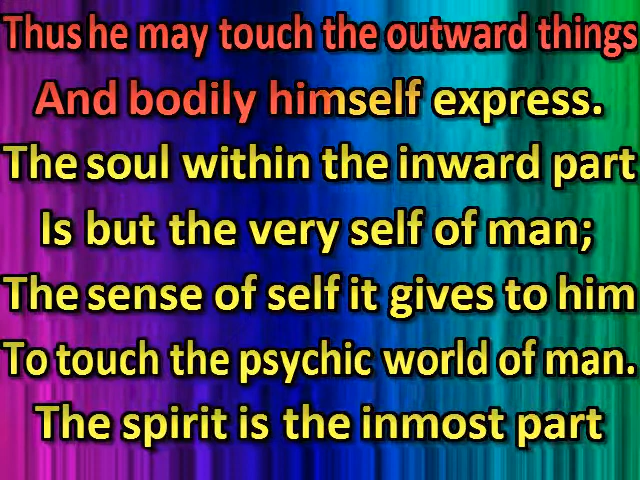 Thus he may touch the outward things
And bodily himself express.
The soul within the inward part
Is but the very self of man;
The sense of self it gives to him
To touch the psychic world of man.
The spirit is the inmost part